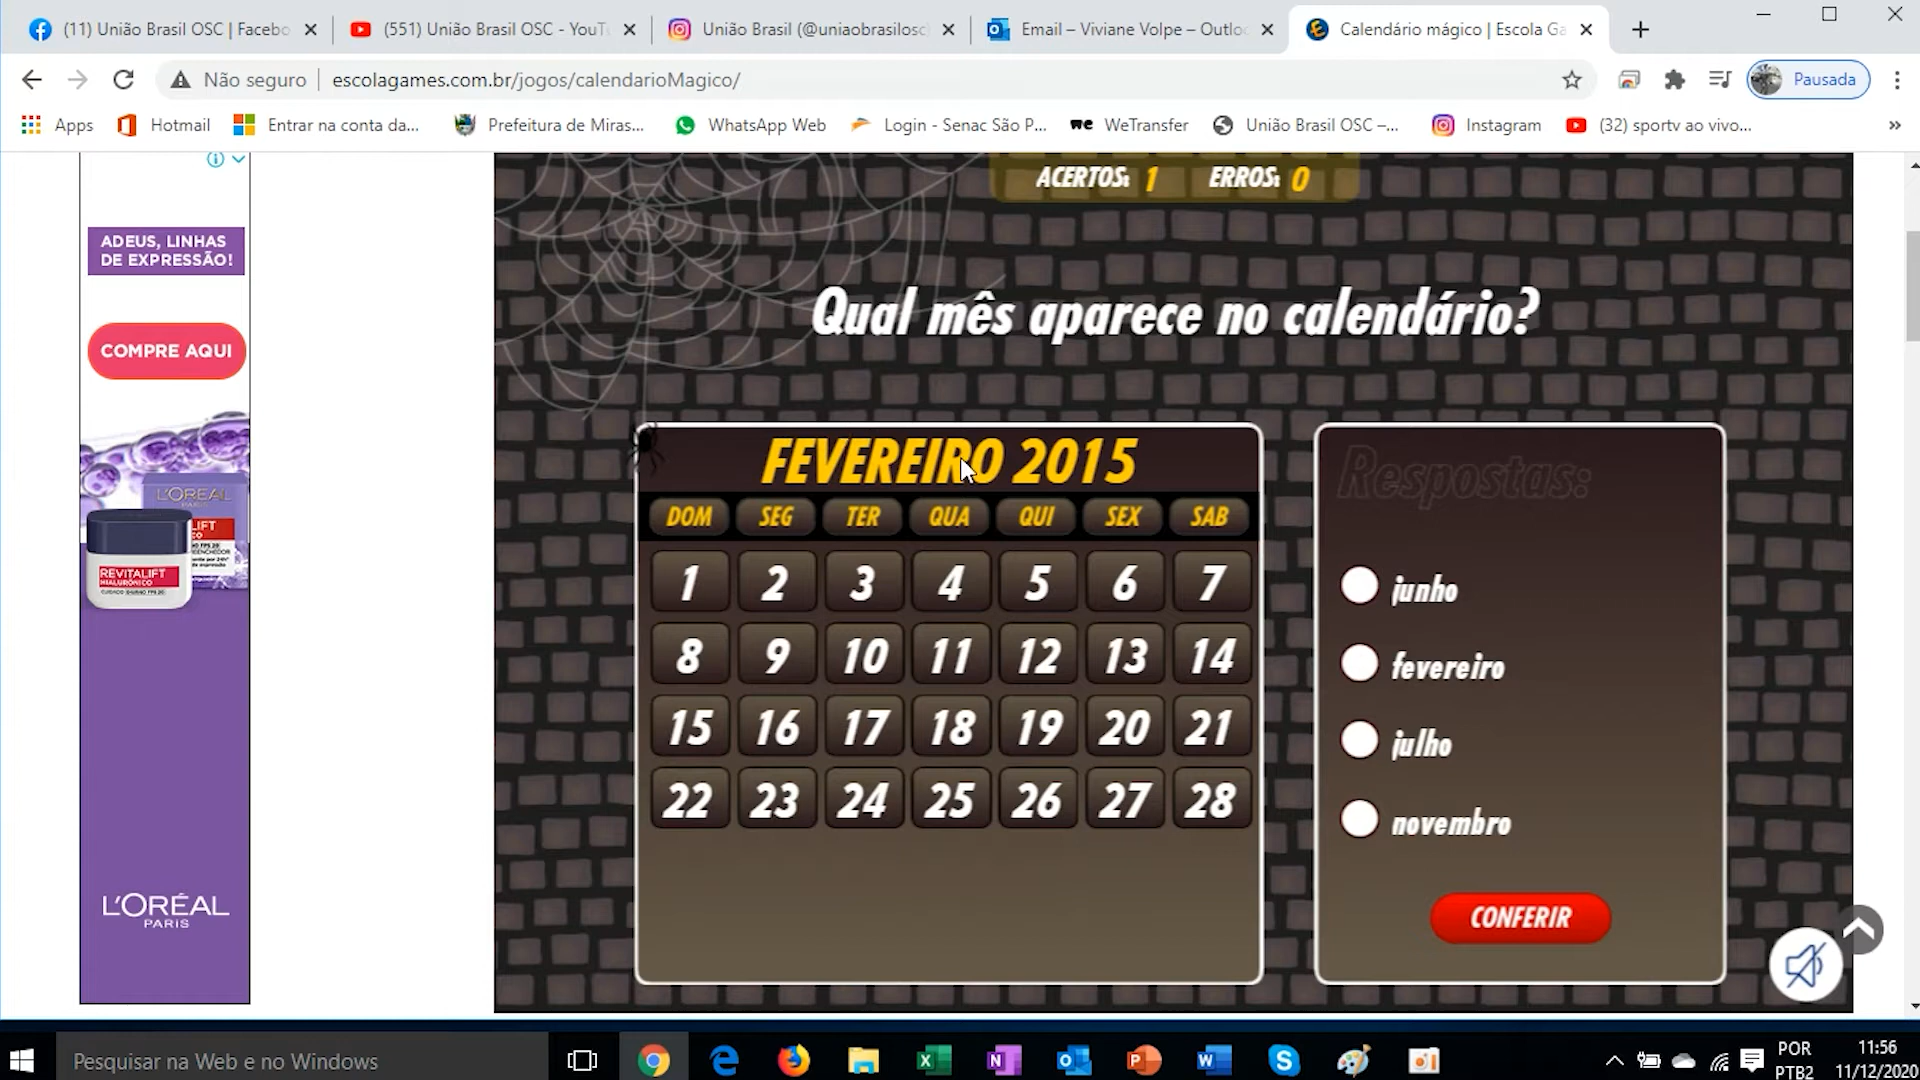 (11) União Brasil OSC | Facebo
(551) União Brasil OSC - YouTu
União Brasil (@uniaobrasilosc)
Email – Viviane Volpe – Outloo
Calendário mágico | Escola Ga
Não seguro
escolagames.com.br/jogos/calendarioMagico/
Pausada
Apps
Hotmail
Entrar na conta da...
Prefeitura de Miras...
WhatsApp Web
Login - Senac São P...
we WeTransfer
União Brasil OSC –...
Instagram
(32) sportv ao vivo...
»
ADEUS, LINHAS
DE EXPRESSÃO!
COMPRE AQUI
L'ORÉAL
PARIS
REVITALIFT
HIALURÔNICO
L'ORÉAL
PARIS
ACERTOS: 1 ERROS: 0
Qual mês aparece no calendário?
FEVEREIRO 2015
DOM SEG TER QUA QUI SEX SAB
1 2 3 4 5 6 7
8 9 10 11 12 13 14
15 16 17 18 19 20 21
22 23 24 25 26 27 28
Respostas:
junho
fevereiro
julho
novembro
CONFERIR
Pesquisar na Web e no Windows
POR
PTB2
11:56
11/12/2020